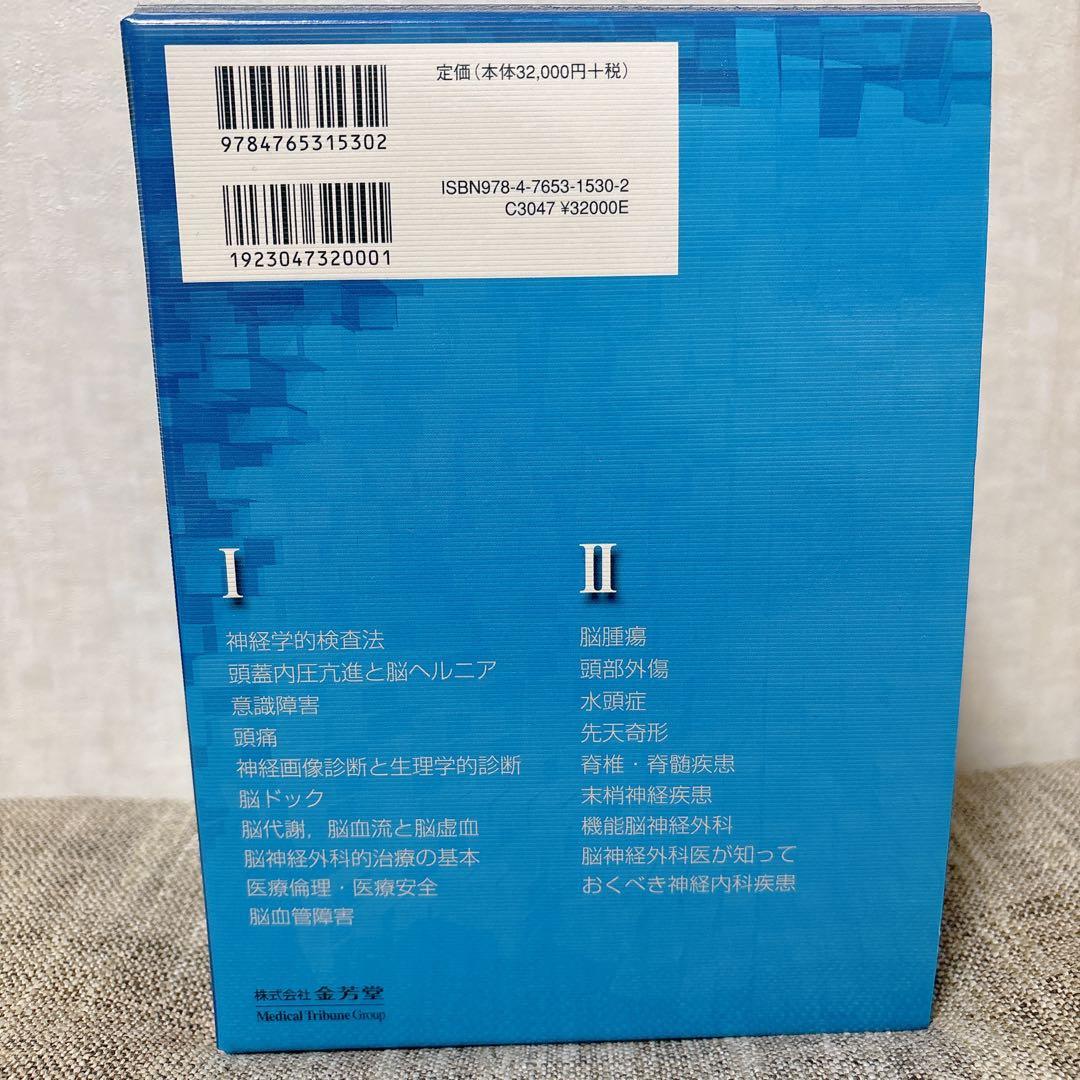 定価(本体32,000円+税)
9784765315302
ISBN978-4-7653-1530-2
C3047 ¥32000E
1923047320001
I
神経学的検査法
頭蓋内圧亢進と脳ヘルニア
意識障害
頭痛
神経画像診断と生理学的診断
脳ドック
脳代謝，脳血流と脳虚血
脳神経外科的治療の基本
医療倫理・医療安全
脳血管障害
II
脳腫瘍
頭部外傷
水頭症
先天奇形
脊椎・脊髄疾患
末梢神経疾患
機能脳神経外科
脳神経外科医が知って
おくべき神経内科疾患
株式会社 金芳堂
Medical Tribune Group